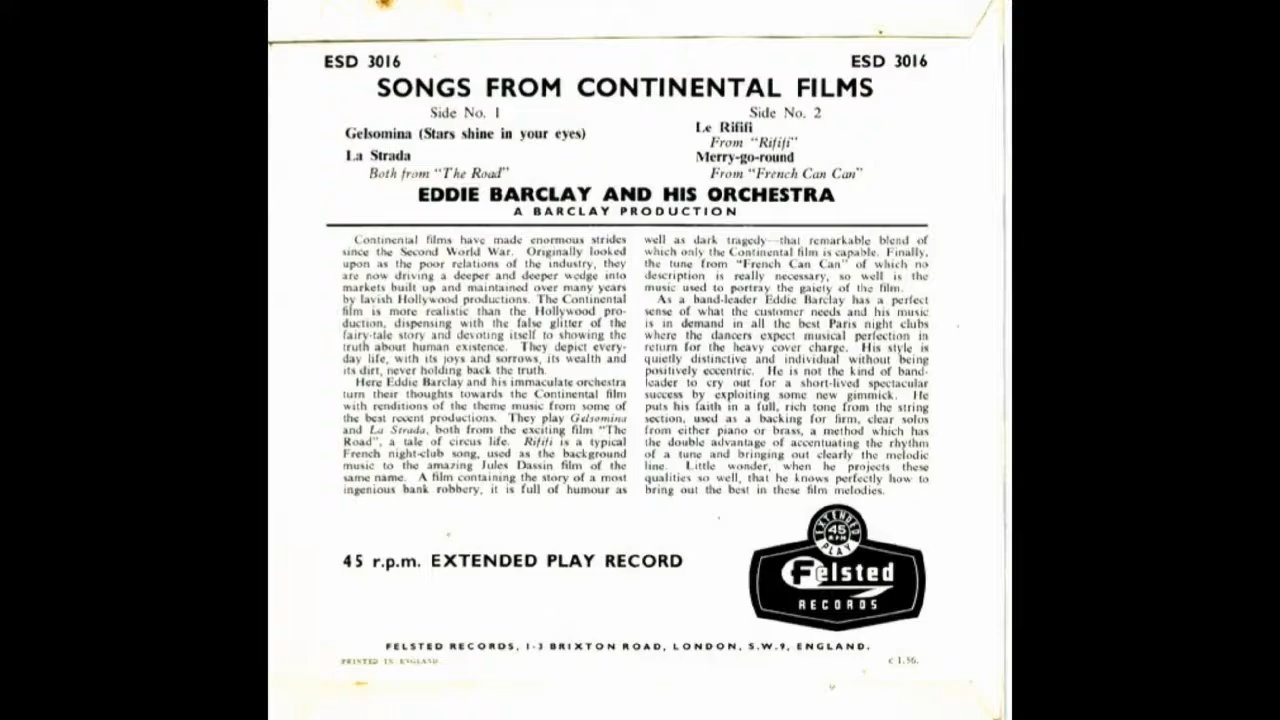 ESD 3016 ESD 3016
SONGS FROM CONTINENTAL FILMS
Side No. 1
Gelsomina (Stars shine in your eyes)
La Strada
Both from "The Road"
Side No. 2
Le Rififi
From "Rififi"
Merry-go-round
From "French Can Can"
EDDIE BARCLAY AND HIS ORCHESTRA
A BARCLAY PRODUCTION
Continental films have made enormous strides
since the Second World War. Originally looked
upon as the poor relations of the industry, they
are now driving a deeper and deeper wedge into
markets built up and maintained over many years
by lavish Hollywood productions. The Continental
film is more realistic than the Hollywood pro-
duction, dispensing with the false glitter of the
fairy-tale story and devoting itself to showing the
truth about human existence. They depict every-
day life, with its joys and sorrows, its wealth and
its dirt, never holding back the truth.
Here Eddie Barclay and his immaculate orchestra
turn their thoughts towards the Continental film
with renditions of the theme music from some of
the best recent productions. They play Gelsomina
and La Strada, both from the exciting film "The
Road", a tale of circus life. Rififi is a typical
French night-club song, used as the background
music to the amazing Jules Dassin film of the
same name. A film containing the story of a most
ingenious bank robbery, it is full of humour as
well as dark tragedy—that remarkable blend of
which only the Continental film is capable. Finally,
the tune from "French Can Can" of which no
description is really necessary, so well is the
music used to portray the gaiety of the film.
As a band-leader Eddie Barclay has a perfect
sense of what the customer needs and his music
is in demand in all the best Paris night clubs
where the dancers expect musical perfection in
return for the heavy cover charge. His style is
quietly distinctive and individual without being
positively eccentric. He is not the kind of band-
leader to cry out for a short-lived spectacular
success by exploiting some new gimmick. He
puts his faith in a full, rich tone from the string
section, used as a backing for firm, clear solos
from either piano or brass, a method which has
the double advantage of accentuating the rhythm
of a tune and bringing out clearly the melodic
line. Little wonder, when he projects these
qualities so well, that he knows perfectly how to
bring out the best in these film melodies.
45 r.p.m. EXTENDED PLAY RECORD
EXTENDED
45
RPM
PLAY
Felsted
RECORDS
FELSTED RECORDS, 1-3 BRIXTON ROAD, LONDON, S.W.9, ENGLAND.
PRINTED IN ENGLAND c 1.56.